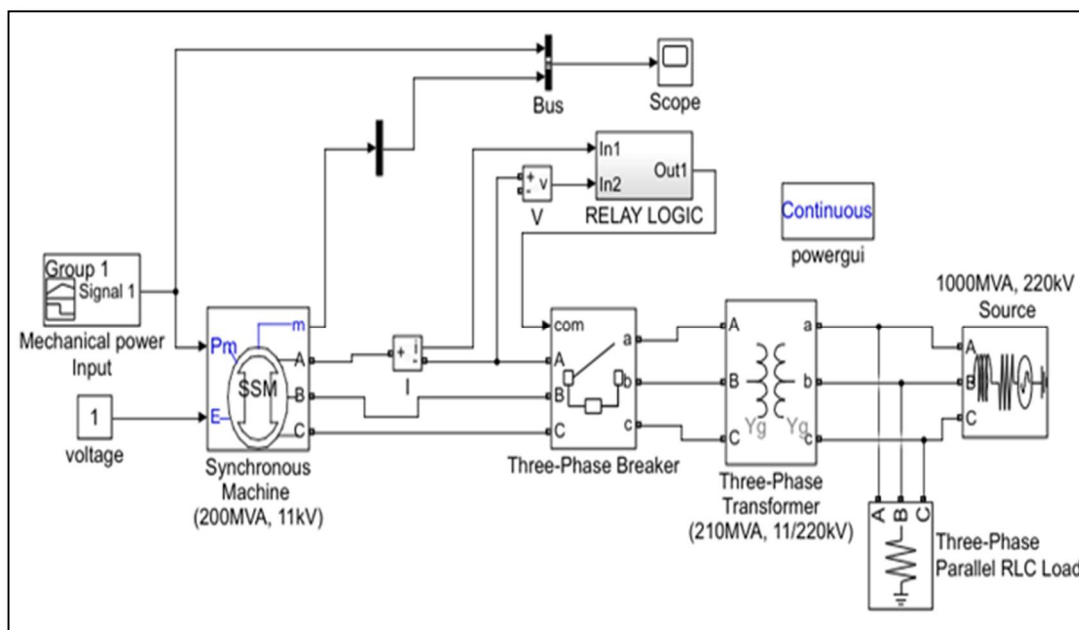 Bus
Scope
In1
In2
Out1
RELAY LOGIC
+
-
v
V
Continuous
powergui
Group 1
Signal 1
Mechanical power
Input
1
voltage
Pm
E
m
SSM
A
B
C
Synchronous
Machine
(200MVA, 11kV)
+
i
-
I
com
A
B
C
a
b
c
Three-Phase Breaker
A
B
C
a
b
c
Yg
Yg
Three-Phase
Transformer
(210MVA, 11/220kV)
1000MVA, 220kV
Source
A
B
C
A
B
C
Three-Phase
Parallel RLC Load